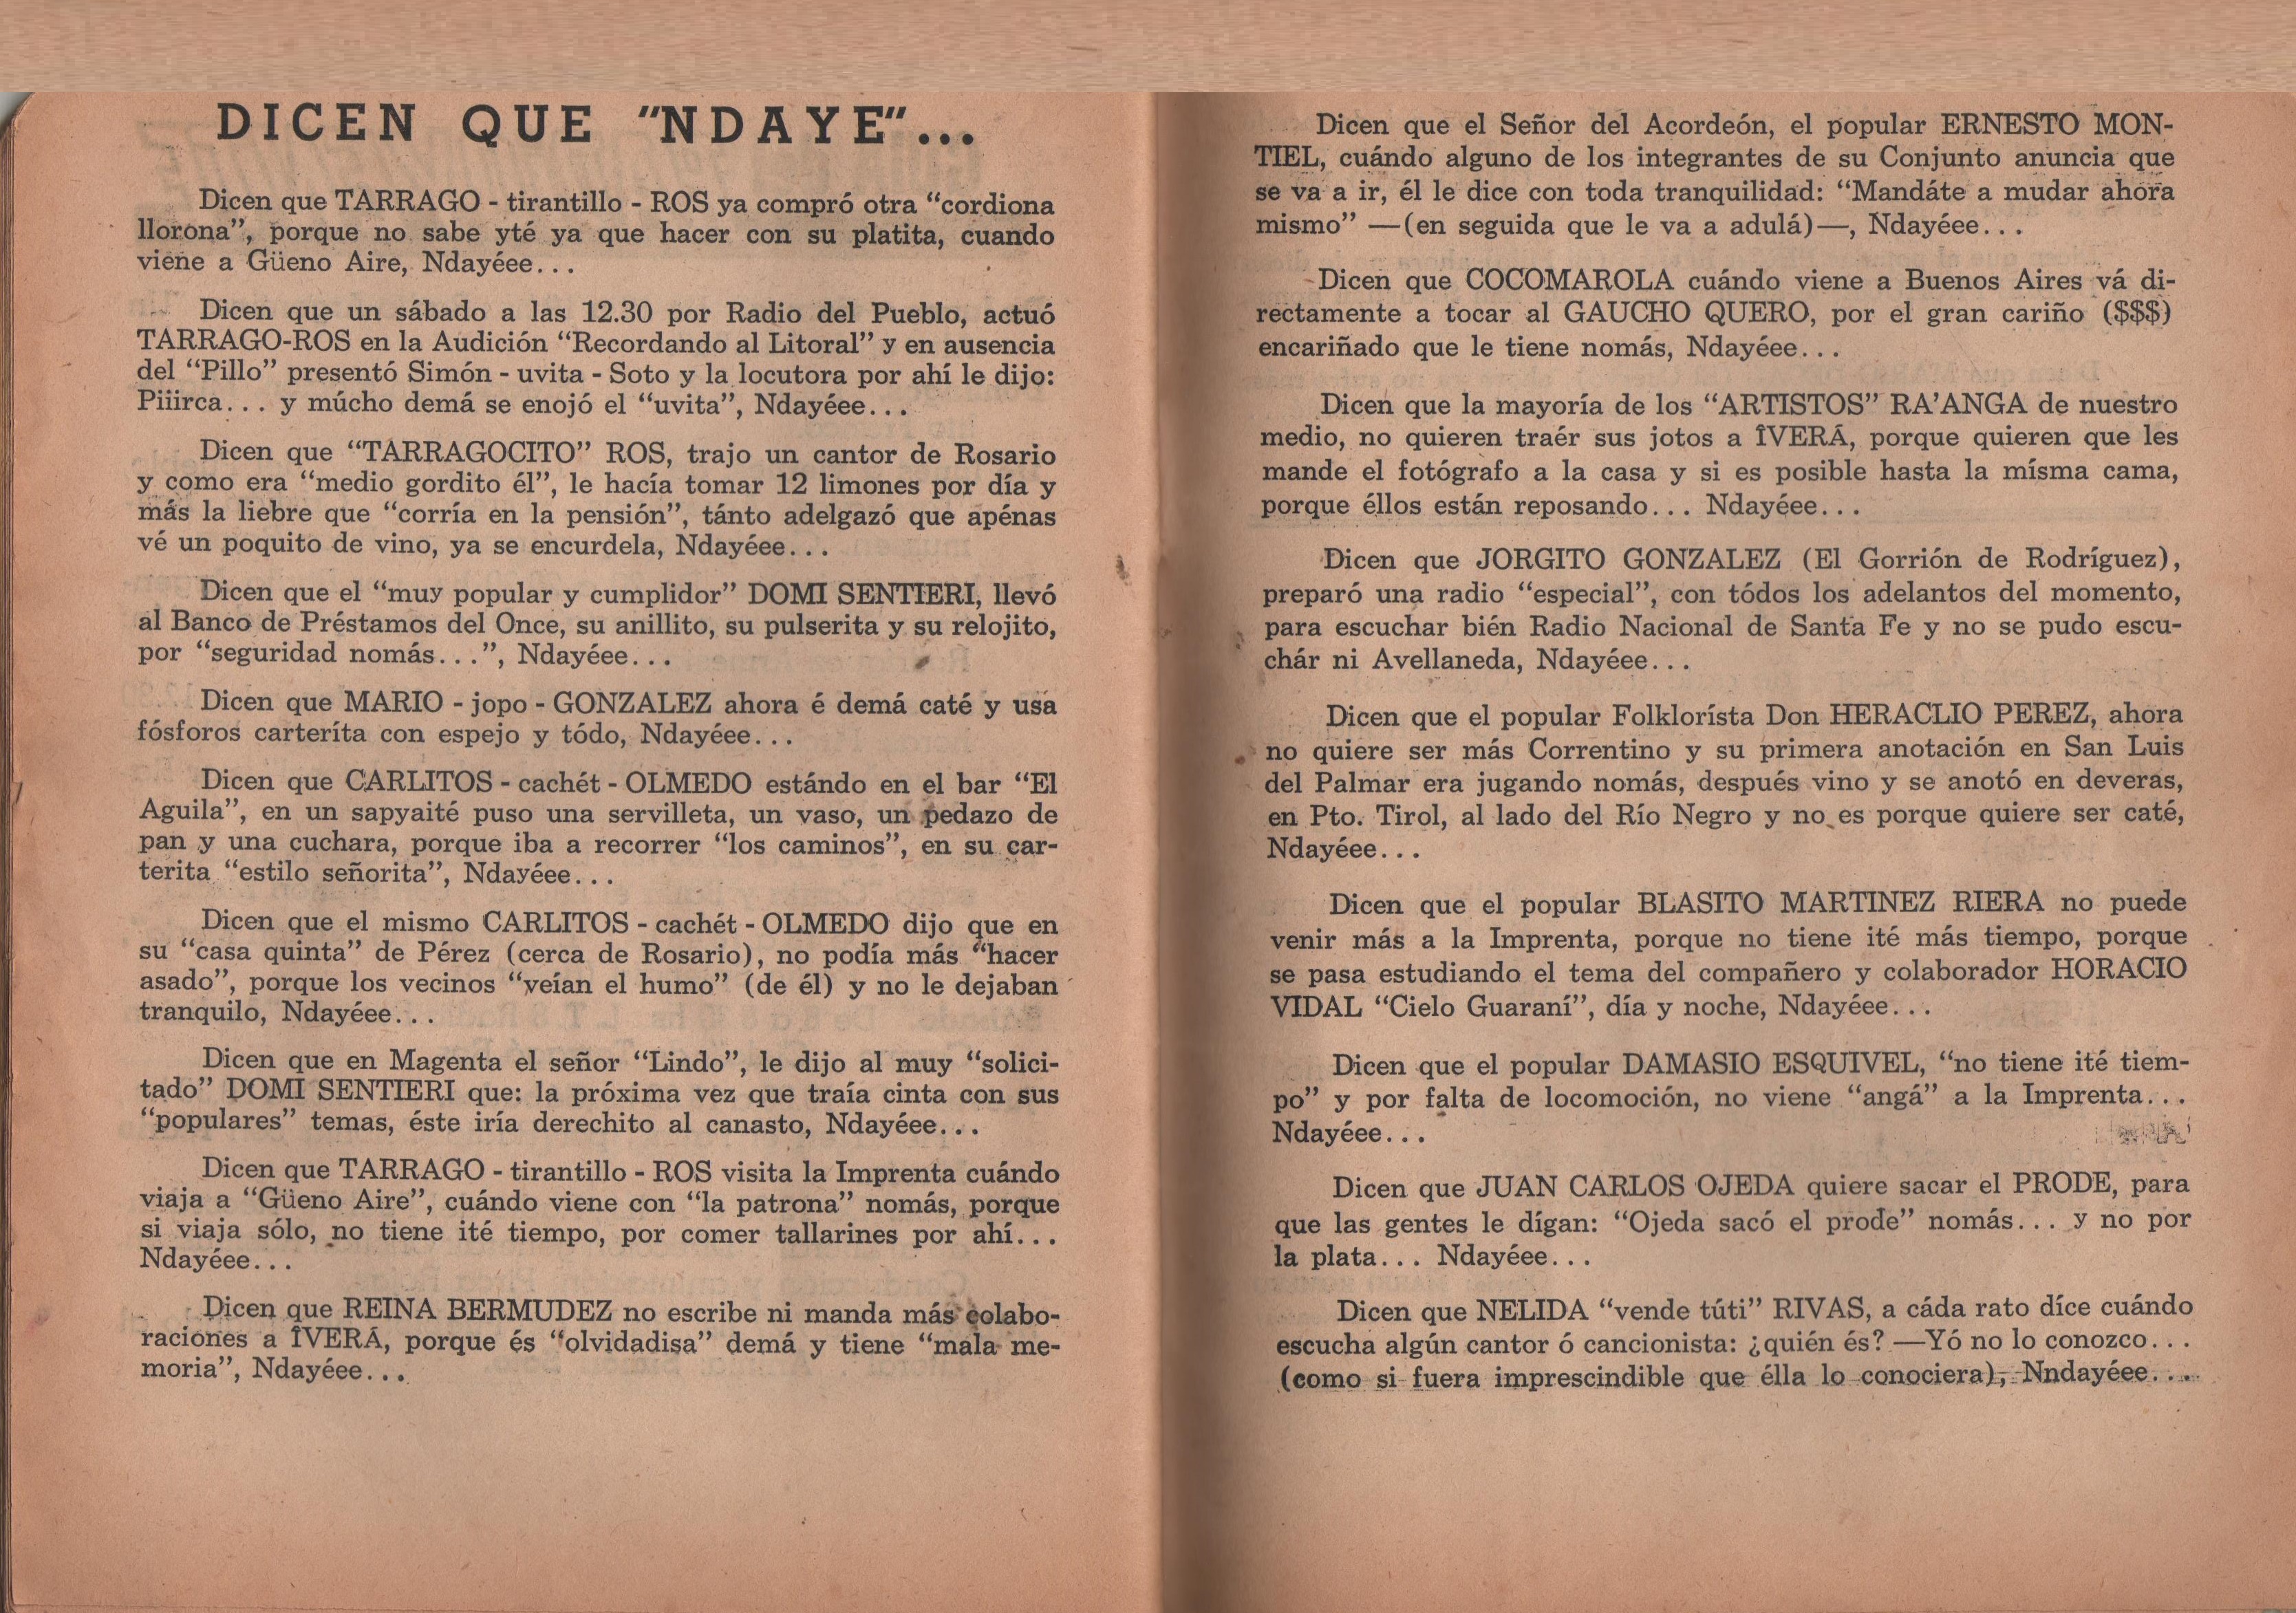 DICEN QUE "NDAYE"...
Dicen que TARRAGO - tirantillo - ROS ya compró otra “cordiona
llorona”, porque no sabe yté ya que hacer con su platita, cuando
viene a Güeno Aire, Ndayéee...
Dicen que un sábado a las 12.30 por Radio del Pueblo, actuó
TARRAGO-ROS en la Audición “Recordando al Litoral” y en ausencia
del “Pillo” presentó Simón - uvita - Soto y la locutora por ahí le dijo:
Piiirca... y múcho demá se enojó el “uvita”, Ndayéee...
Dicen que “TARRAGOCITO” ROS, trajo un cantor de Rosario
y como era “medio gordito él”, le hacía tomar 12 limones por día y
más la liebre que “corría en la pensión”, tánto adelgazó que apénas
vé un poquito de vino, ya se encurdela, Ndayéee...
Dicen que el “muy popular y cumplidor” DOMI SENTIERI, llevó
al Banco de Préstamos del Once, su anillito, su pulserita y su relojito,
por “seguridad nomás...”, Ndayéee...
Dicen que MARIO - jopo - GONZALEZ ahora é demá caté y usa
fósforos carteríta con espejo y tódo, Ndayéee...
Dicen que CARLITOS - cachét - OLMEDO estándo en el bar “El
Aguila”, en un sapyaité puso una servilleta, un vaso, un pedazo de
pan y una cuchara, porque iba a recorrer “los caminos”, en su car-
terita “estilo señorita”, Ndayéee...
Dicen que el mismo CARLITOS - cachét - OLMEDO dijo que en
su “casa quinta” de Pérez (cerca de Rosario), no podía más “hacer
asado”, porque los vecinos “veían el humo” (de él) y no le dejaban
tranquilo, Ndayéee...
Dicen que en Magenta el señor “Lindo”, le dijo al muy “solici-
tado” DOMI SENTIERI que: la próxima vez que traía cinta con sus
“populares” temas, éste iría derechito al canasto, Ndayéee...
Dicen que TARRAGO - tirantillo - ROS visita la Imprenta cuándo
viaja a “Güeno Aire”, cuándo viene con “la patrona” nomás, porque
si viaja sólo, no tiene ité tiempo, por comer tallarines por ahí...
Ndayéee...
Dicen que REINA BERMUDEZ no escribe ni manda más colabo-
raciones a ÎVERÁ, porque és “olvidadisa” demá y tiene “mala me-
moria”, Ndayéee...
Dicen que el Señor del Acordeón, el popular ERNESTO MON-
TIEL, cuándo alguno de los integrantes de su Conjunto anuncia que
se va a ir, él le dice con toda tranquilidad: “Mandáte a mudar ahora
mismo” —(en seguida que le va a adulá)—, Ndayéee...
Dicen que COCOMAROLA cuándo viene a Buenos Aires vá di-
rectamente a tocar al GAUCHO QUERO, por el gran cariño ($$$)
encariñado que le tiene nomás, Ndayéee...
Dicen que la mayoría de los “ARTISTOS” RA’ANGA de nuestro
medio, no quieren traér sus jotos a ÎVERÁ, porque quieren que les
mande el fotógrafo a la casa y si es posible hasta la mísma cama,
porque éllos están reposando... Ndayéee...
Dicen que JORGITO GONZALEZ (El Gorrión de Rodríguez),
preparó una radio “especial”, con tódos los adelantos del momento,
para escuchar bién Radio Nacional de Santa Fe y no se pudo escu-
chár ni Avellaneda, Ndayéee...
Dicen que el popular Folklorísta Don HERACLIO PEREZ, ahora
no quiere ser más Correntino y su primera anotación en San Luis
del Palmar era jugando nomás, después vino y se anotó en deveras,
en Pto. Tirol, al lado del Río Negro y no es porque quiere ser caté,
Ndayéee...
Dicen que el popular BLASITO MARTINEZ RIERA no puede
venir más a la Imprenta, porque no tiene ité más tiempo, porque
se pasa estudiando el tema del compañero y colaborador HORACIO
VIDAL “Cielo Guaraní”, día y noche, Ndayéee...
Dicen que el popular DAMASIO ESQUIVEL, “no tiene ité tiem-
po” y por falta de locomoción, no viene “angá” a la Imprenta...
Ndayéee...
Dicen que JUAN CARLOS OJEDA quiere sacar el PRODE, para
que las gentes le dígan: “Ojeda sacó el prode” nomás... y no por
la plata... Ndayéee...
Dicen que NELIDA “vende túti” RIVAS, a cáda rato díce cuándo
escucha algún cantor ó cancionista: ¿quién és? —Yó no lo conozco...
(como si fuera imprescindible que élla lo conociera), Nndayéee...